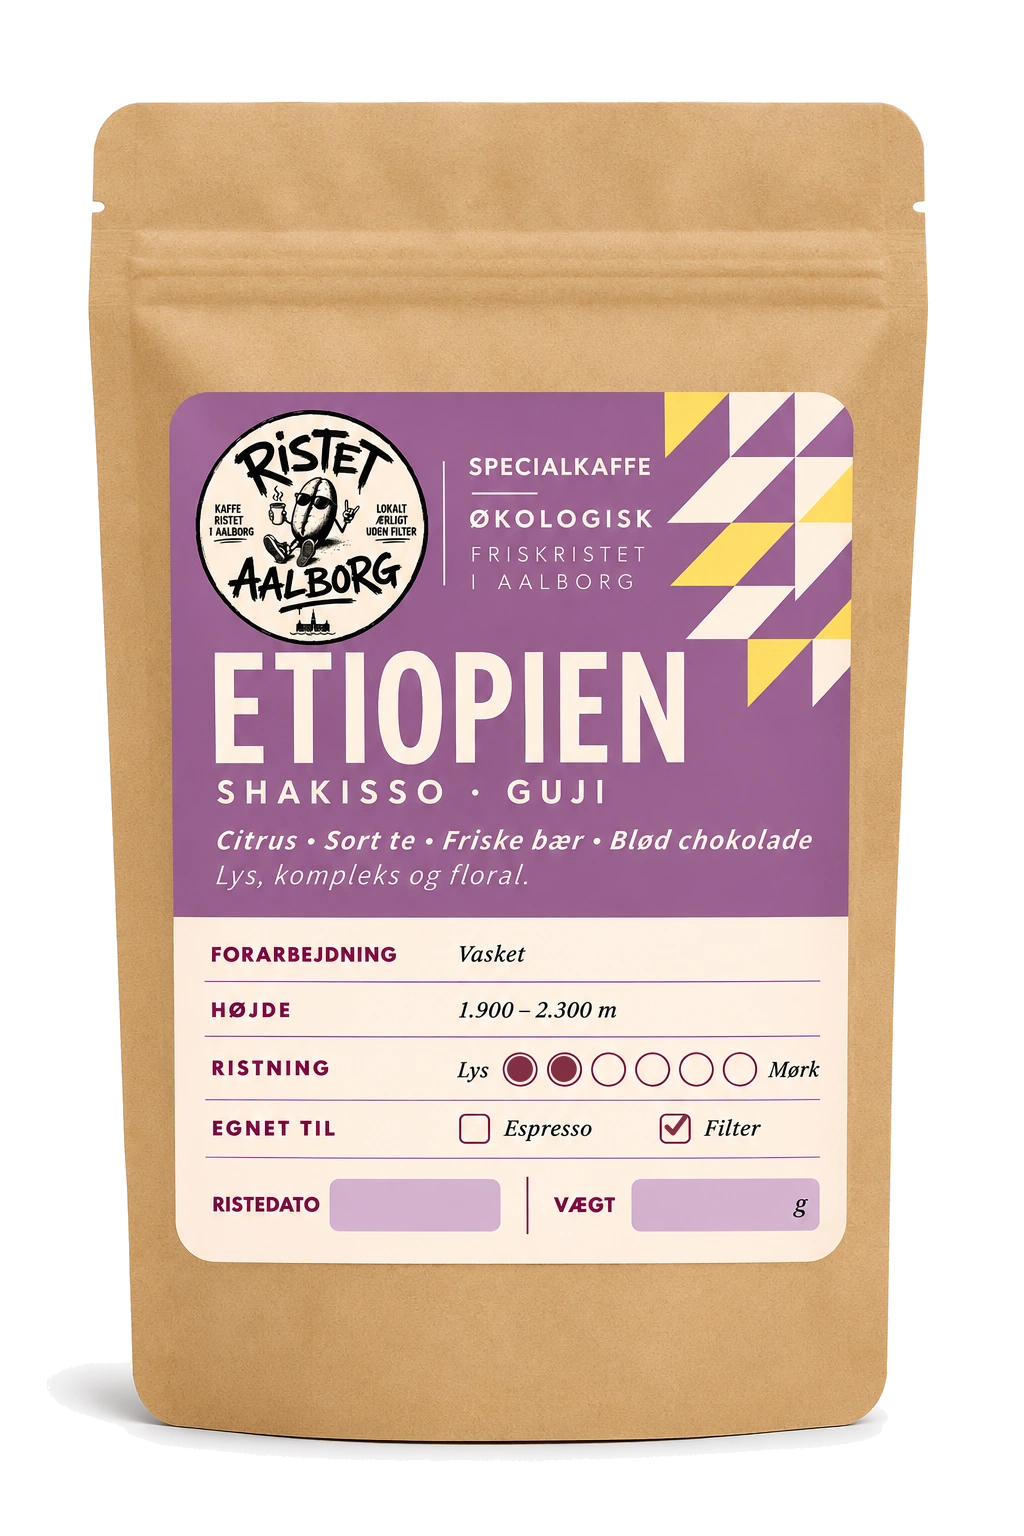 RISTET
KAFFE
RISTET
I AALBORG
LOKALT
ÆRLIGT
UDEN FILTER
AALBORG
SPECIALKAFFE
ØKOLOGISK
FRISKRISTET
I AALBORG
ETIOPIEN
SHAKISSO · GUJI
Citrus • Sort te • Friske bær • Blød chokolade
Lys, kompleks og floral.
FORARBEJDNING Vasket
HØJDE 1.900 – 2.300 m
RISTNING Lys Mørk
EGNET TIL Espresso Filter
RISTEDATO VÆGT g